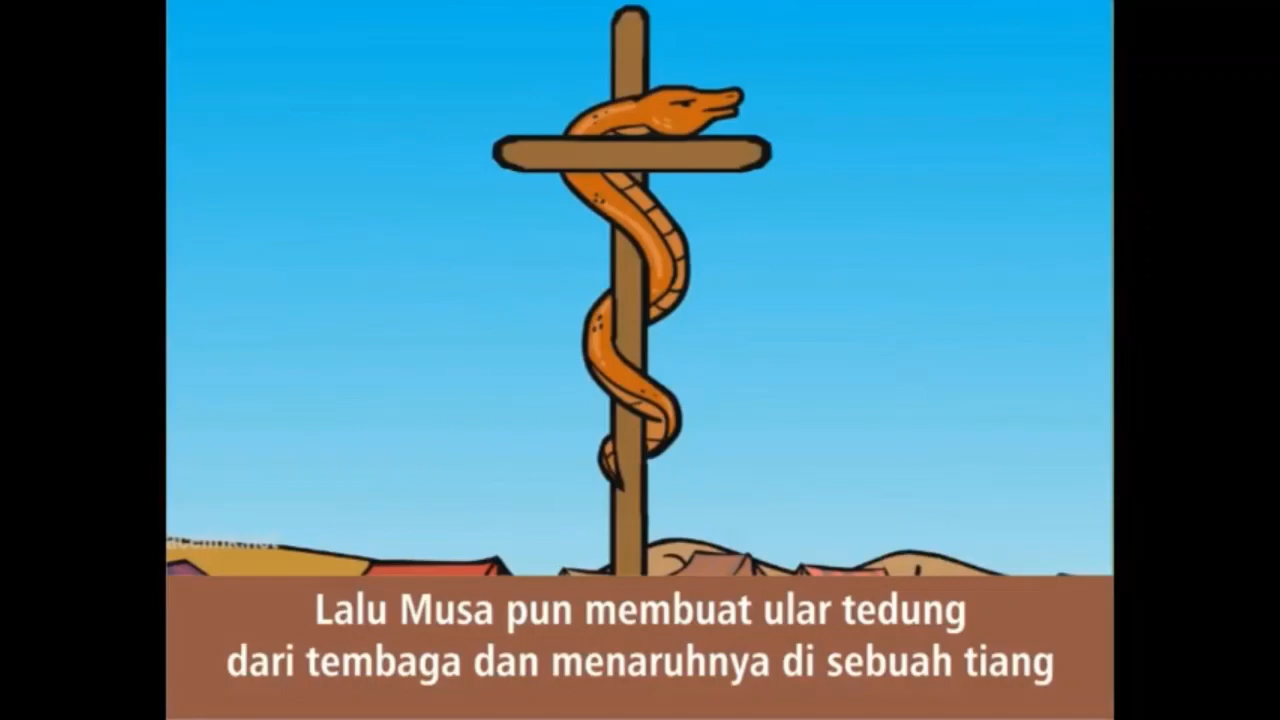 Lalu Musa pun membuat ular tedung
dari tembaga dan menaruhnya di sebuah tiang